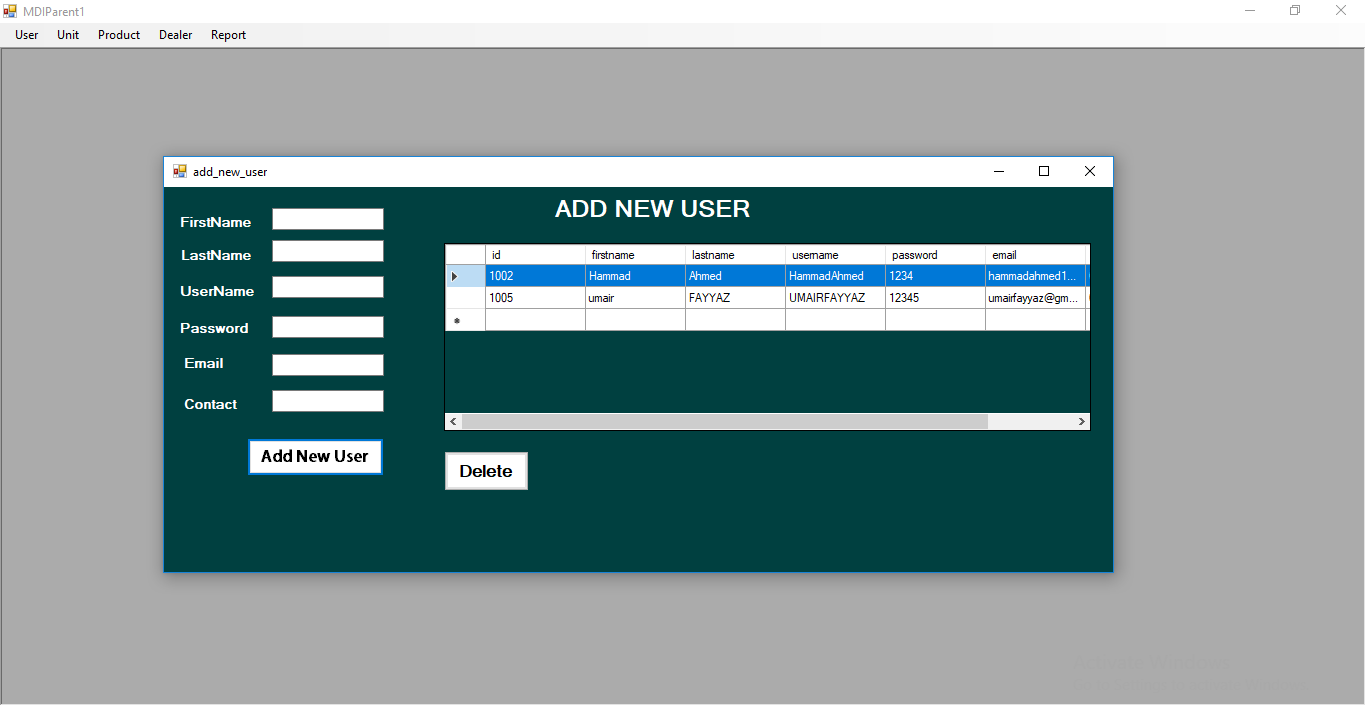 MDIParent1
User Unit Product Dealer Report
add_new_user
ADD NEW USER
FirstName
LastName
UserName
Password
Email
Contact
Add New User
id firstname lastname username password email
1002 Hammad Ahmed HammadAhmed 1234 hammadahmed1...
1005 umair FAYYAZ UMAIRFAYYAZ 12345 umairfayyaz@gm...
Delete